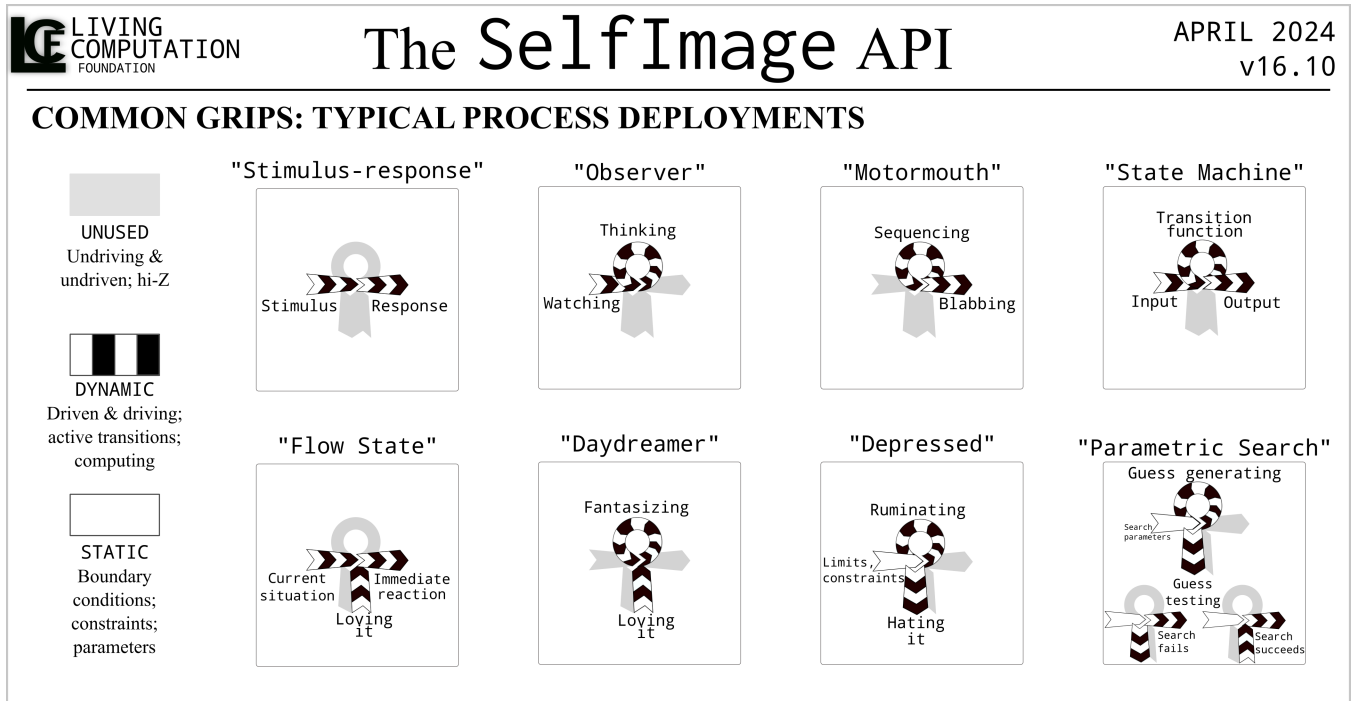 LCF
LIVING
COMPUTATION
FOUNDATION
The SelfImage API
APRIL 2024
v16.10
COMMON GRIPS: TYPICAL PROCESS DEPLOYMENTS
UNUSED
Undriving &
undriven; hi-Z
DYNAMIC
Driven & driving;
active transitions;
computing
STATIC
Boundary
conditions;
constraints;
parameters
"Stimulus-response"
Stimulus
Response
"Observer"
Thinking
Watching
"Motormouth"
Sequencing
Blabbing
"State Machine"
Transition
function
Input
Output
"Flow State"
Current
situation
Immediate
reaction
Loving
it
"Daydreamer"
Fantasizing
Loving
it
"Depressed"
Ruminating
Limits,
constraints
Hating
it
"Parametric Search"
Guess generating
Search
parameters
Guess
testing
Search
fails
Search
succeeds